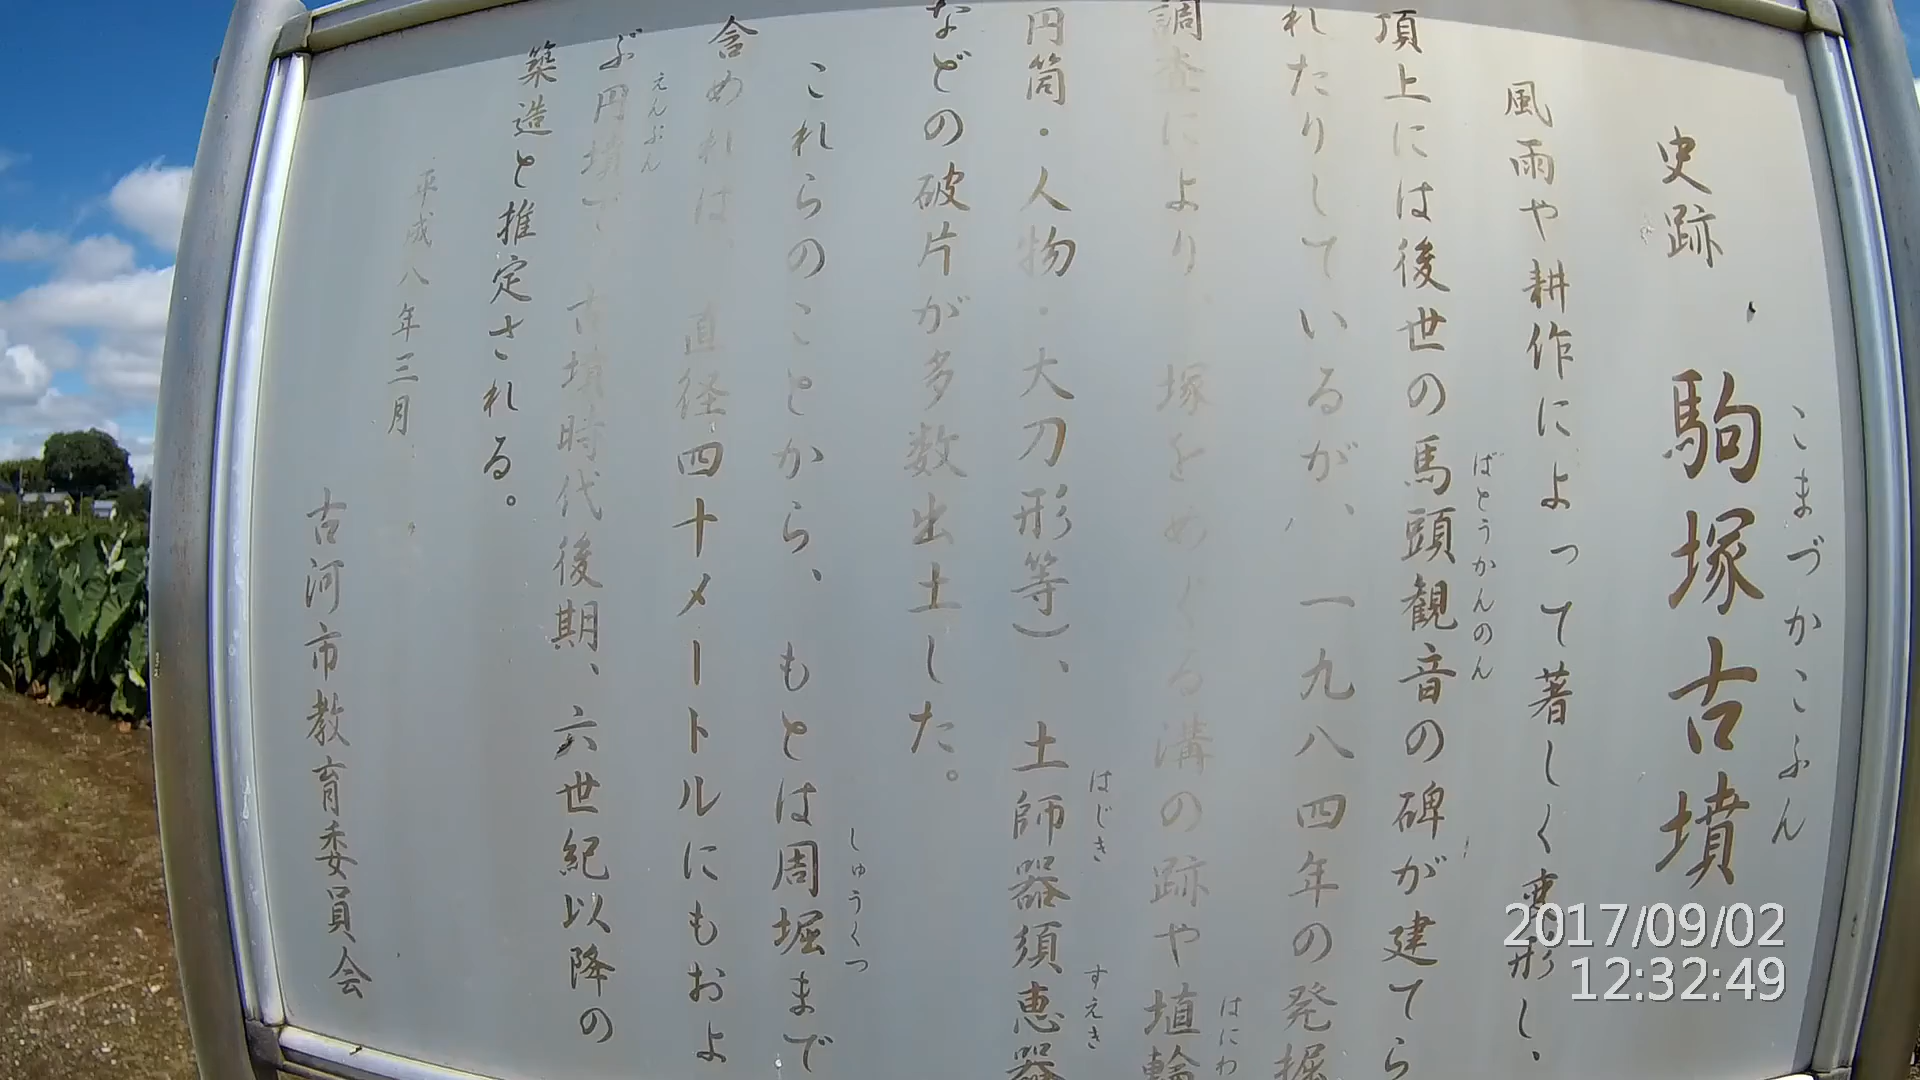 史跡 駒塚古墳
こまづかこふん
風雨や耕作によって著しく変形し、
頂上には後世の馬頭観音の碑が建てら
ばとうかんのん
れたりしているが、一九八四年の発掘
調査により、塚をめぐる溝の跡や埴輪
はにわ
円筒・人物・大刀形等)、土師器須恵器
はじき
すえき
などの破片が多数出土した。
これらのことから、もとは周堀まで
しゅうくつ
含めれば、直径四十メートルにもおよ
ぶ円墳で、古墳時代後期、六世紀以降の
えんぷん
築造と推定される。
平成八年三月
古河市教育委員会
2017/09/02
12:32:49